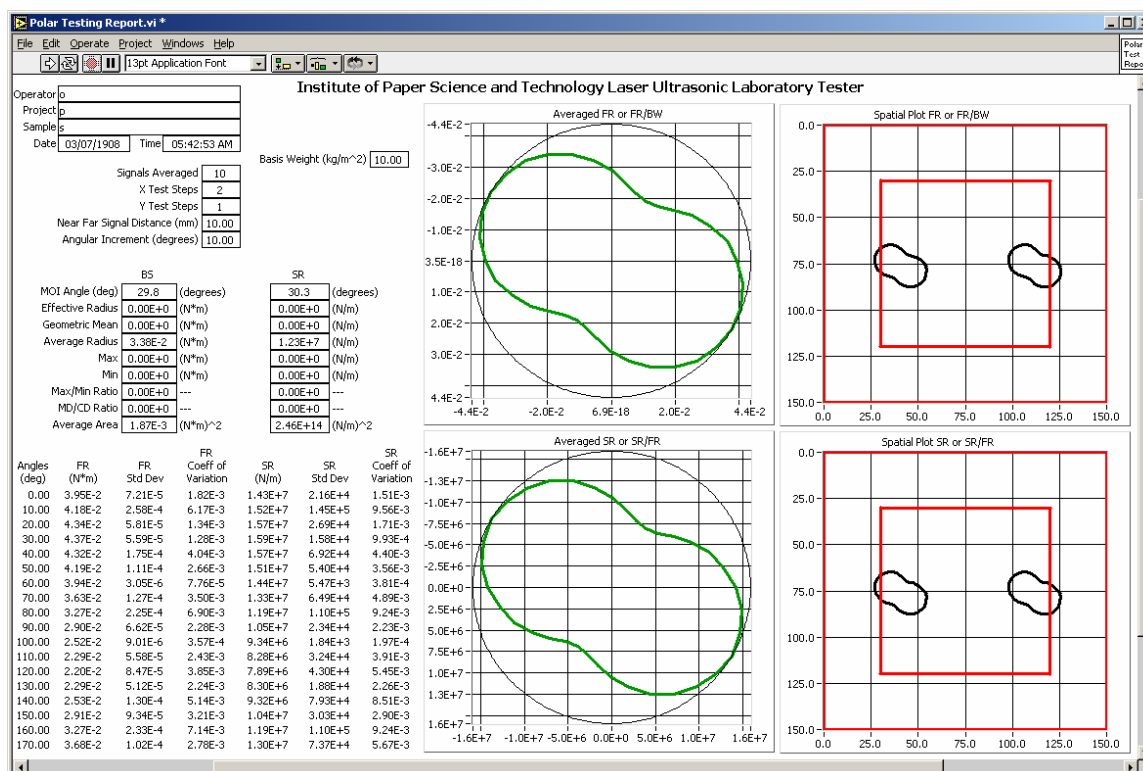 Polar Testing Report.vi *
File Edit Operate Project Windows Help
13pt Application Font
Polar
Test
Repo
Institute of Paper Science and Technology Laser Ultrasonic Laboratory Tester
Operator o
Project p
Sample s
Date 03/07/1908 Time 05:42:53 AM
Basis Weight (kg/m^2) 10.00
Signals Averaged 10
X Test Steps 2
Y Test Steps 1
Near Far Signal Distance (mm) 10.00
Angular Increment (degrees) 10.00
BS SR
MOI Angle (deg) 29.8 (degrees) 30.3 (degrees)
Effective Radius 0.00E+0 (N*m) 0.00E+0 (N/m)
Geometric Mean 0.00E+0 (N*m) 0.00E+0 (N/m)
Average Radius 3.38E-2 (N*m) 1.23E+7 (N/m)
Max 0.00E+0 (N*m) 0.00E+0 (N/m)
Min 0.00E+0 (N*m) 0.00E+0 (N/m)
Max/Min Ratio 0.00E+0 --- 0.00E+0 ---
MD/CD Ratio 0.00E+0 --- 0.00E+0 ---
Average Area 1.87E-3 (N*m)^2 2.46E+14 (N/m)^2
FR SR
Angles FR FR Coeff of SR SR Coeff of
(deg) (N*m) Std Dev Variation (N/m) Std Dev Variation
0.00 3.95E-2 7.21E-5 1.82E-3 1.43E+7 2.16E+4 1.51E-3
10.00 4.18E-2 2.58E-4 6.17E-3 1.52E+7 1.45E+5 9.56E-3
20.00 4.34E-2 5.81E-5 1.34E-3 1.57E+7 2.69E+4 1.71E-3
30.00 4.37E-2 5.59E-5 1.28E-3 1.59E+7 1.58E+4 9.93E-4
40.00 4.32E-2 1.75E-4 4.04E-3 1.57E+7 6.92E+4 4.40E-3
50.00 4.19E-2 1.11E-4 2.66E-3 1.51E+7 5.40E+4 3.56E-3
60.00 3.94E-2 3.05E-6 7.76E-5 1.44E+7 5.47E+3 3.81E-4
70.00 3.63E-2 1.27E-4 3.50E-3 1.33E+7 6.49E+4 4.89E-3
80.00 3.27E-2 2.25E-4 6.90E-3 1.19E+7 1.10E+5 9.24E-3
90.00 2.90E-2 6.62E-5 2.28E-3 1.05E+7 2.34E+4 2.23E-3
100.00 2.52E-2 9.01E-6 3.57E-4 9.34E+6 1.84E+3 1.97E-4
110.00 2.29E-2 5.58E-5 2.43E-3 8.28E+6 3.24E+4 3.91E-3
120.00 2.20E-2 8.47E-5 3.85E-3 7.89E+6 4.30E+4 5.45E-3
130.00 2.29E-2 5.12E-5 2.24E-3 8.30E+6 1.88E+4 2.26E-3
140.00 2.53E-2 1.30E-4 5.14E-3 9.32E+6 7.93E+4 8.51E-3
150.00 2.91E-2 9.34E-5 3.21E-3 1.04E+7 3.03E+4 2.90E-3
160.00 3.27E-2 2.33E-4 7.14E-3 1.19E+7 1.10E+5 9.24E-3
170.00 3.68E-2 1.02E-4 2.78E-3 1.30E+7 7.37E+4 5.67E-3
Averaged FR or FR/BW
-4.4E-2
-3.0E-2
-2.0E-2
-1.0E-2
3.5E-18
1.0E-2
2.0E-2
3.0E-2
4.4E-2
-4.4E-2 -2.0E-2 6.9E-18 2.0E-2 4.4E-2
Spatial Plot FR or FR/BW
0.0
25.0
50.0
75.0
100.0
125.0
150.0
0.0 25.0 50.0 75.0 100.0 125.0 150.0
Averaged SR or SR/FR
-1.6E+7
-1.3E+7
-1.0E+7
-7.5E+6
-5.0E+6
-2.5E+6
0.0E+0
2.5E+6
5.0E+6
7.5E+6
1.0E+7
1.3E+7
1.6E+7
-1.6E+7 -5.0E+6 0.0E+0 5.0E+6 1.6E+7
Spatial Plot SR or SR/FR
0.0
25.0
50.0
75.0
100.0
125.0
150.0
0.0 25.0 50.0 75.0 100.0 125.0 150.0